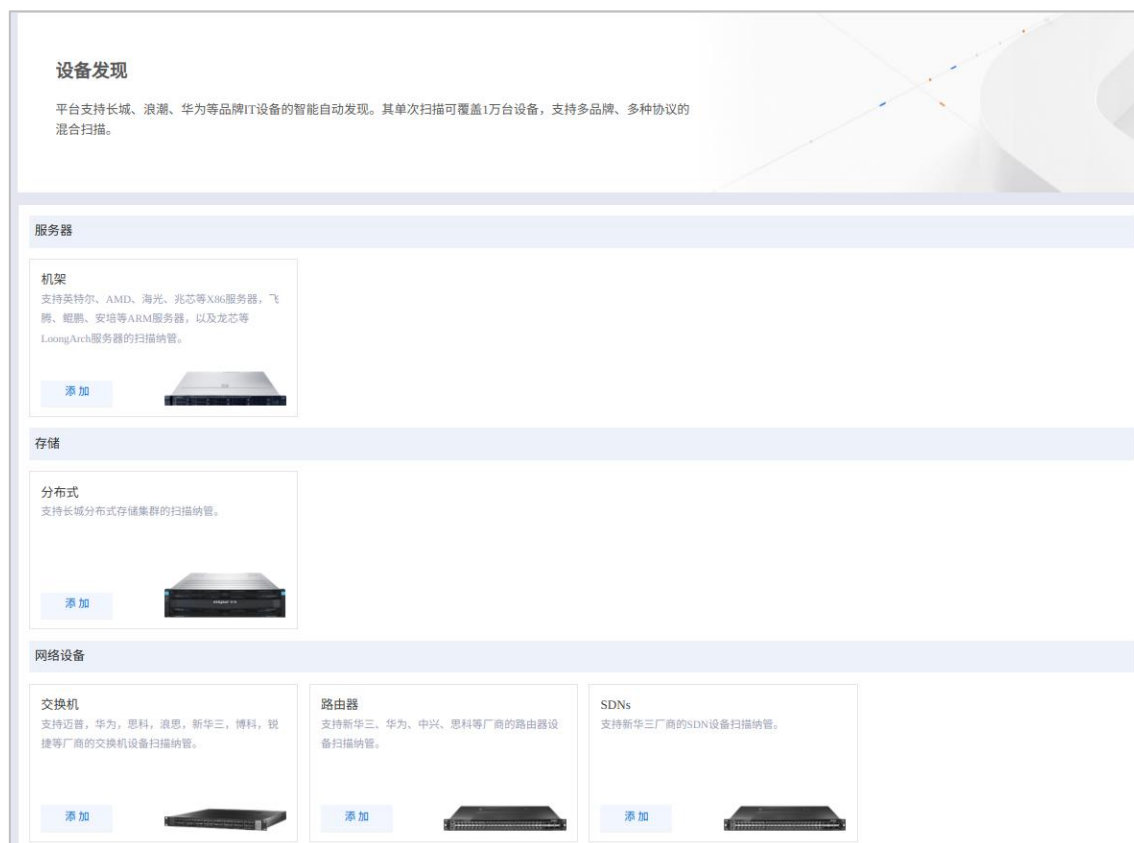 设备发现
平台支持长城、浪潮、华为等品牌IT设备的智能自动发现。其单次扫描可覆盖1万台设备，支持多品牌、多种协议的
混合扫描。
服务器
机架
支持英特尔、AMD、海光、兆芯等X86服务器，飞
腾、鲲鹏、安培等ARM服务器，以及龙芯等
LoongArch服务器的扫描纳管。
添 加
存储
分布式
支持长城分布式存储集群的扫描纳管。
添 加
网络设备
交换机
支持迈普，华为，思科，浪思，新华三，博科，锐
捷等厂商的交换机设备扫描纳管。
添 加
路由器
支持新华三、华为、中兴、思科等厂商的路由器设
备扫描纳管。
添 加
SDNs
支持新华三厂商的SDN设备扫描纳管。
添 加